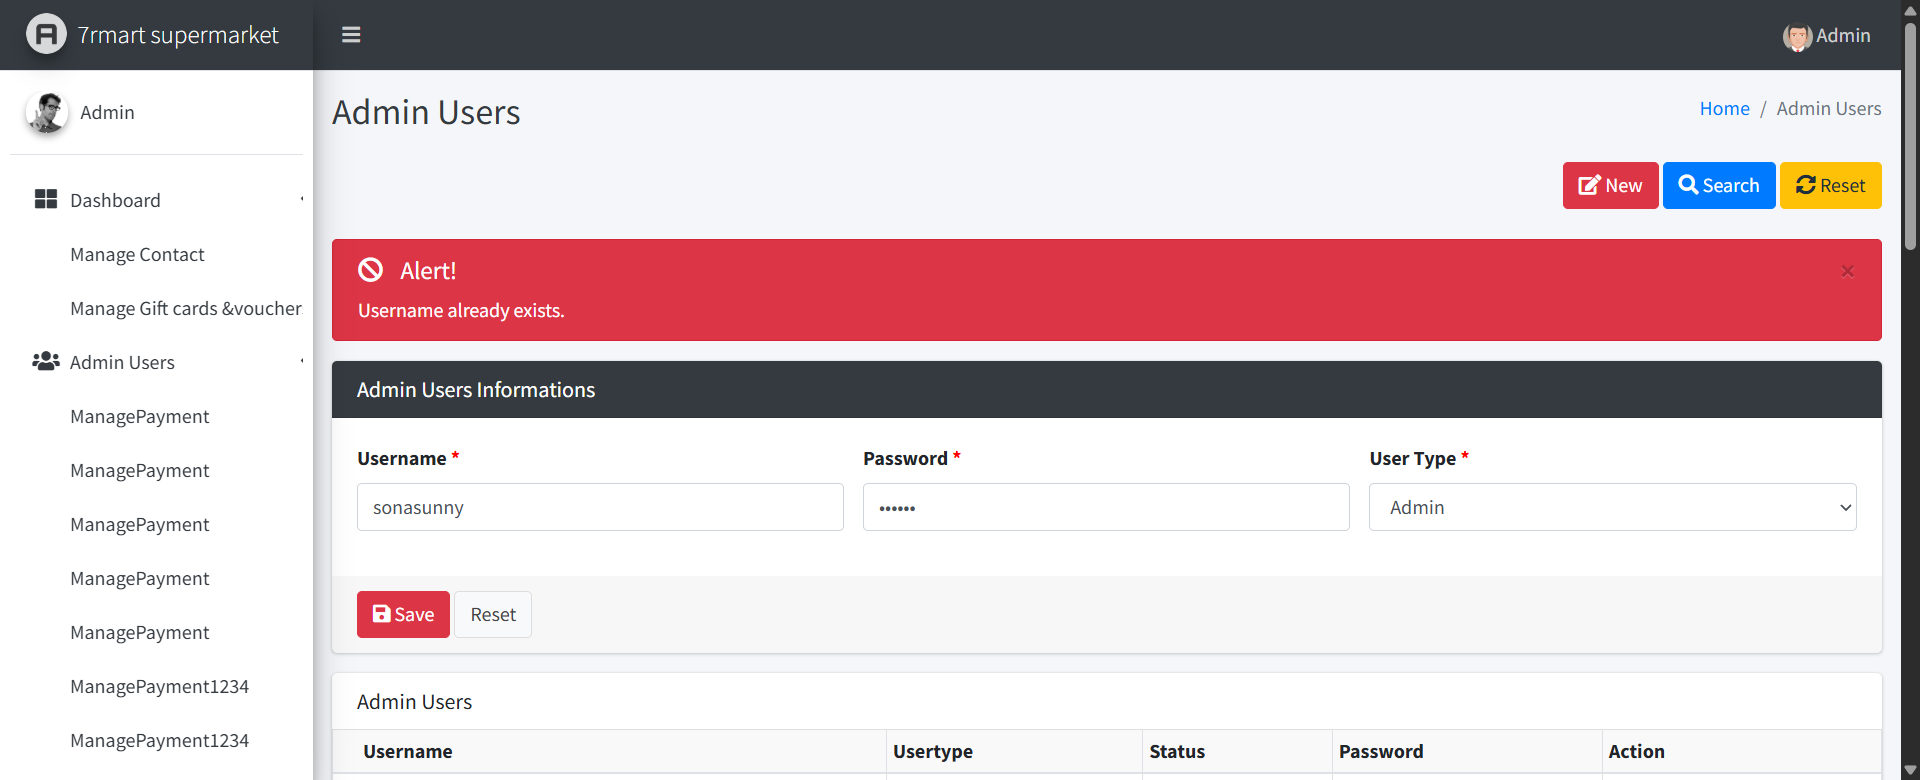 7rmart supermarket
Admin
Admin
Dashboard
Manage Contact
Manage Gift cards &voucher
Admin Users
ManagePayment
ManagePayment
ManagePayment
ManagePayment
ManagePayment
ManagePayment1234
ManagePayment1234
Admin Users
Home / Admin Users
New Search Reset
Alert!
×
Username already exists.
Admin Users Informations
Username * Password * User Type *
sonasunny •••••• Admin
Save Reset
Admin Users
Username Usertype Status Password Action